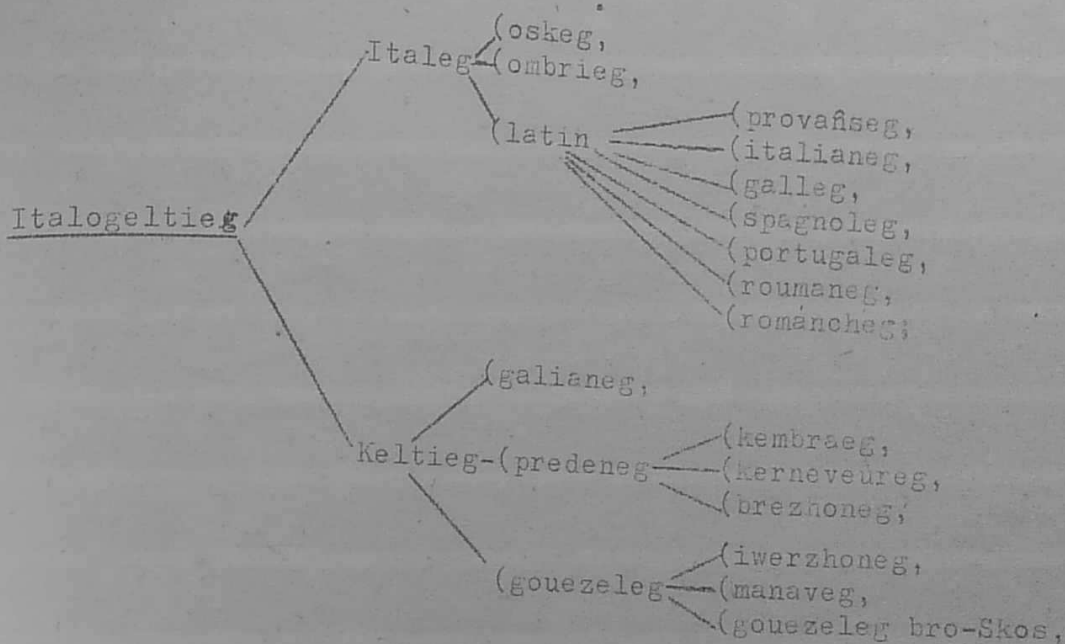 (oskeg,
Italeg-(ombrieg,
(latin
(provañseg,
(italianeg,
(galleg,
(spagnoleg,
(portugaleg,
(roumaneg,
(románcheg;
Italogeltieg
(galianeg,
Keltieg-(predeneg
(kembraeg,
(kerneveureg,
(brezhoneg,
(gouezeleg
(iwerzhoneg,
(manaveg,
(gouezeleg bro-Skos,